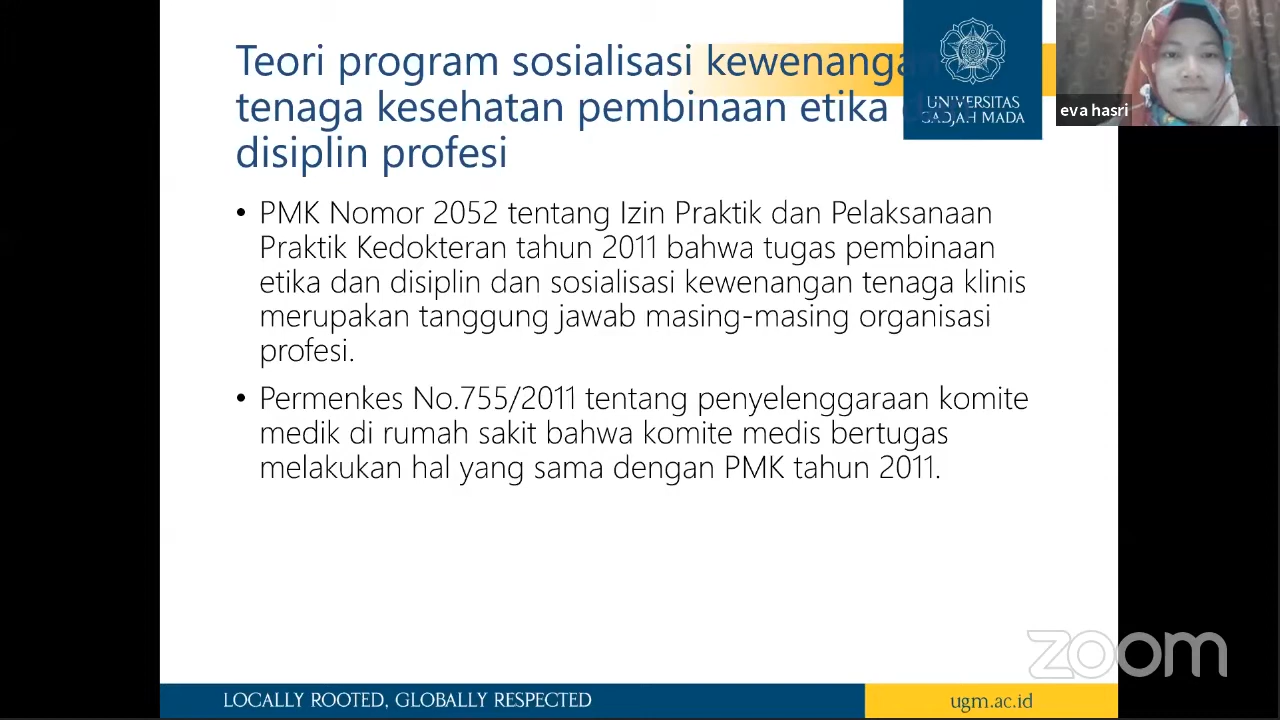 Teori program sosialisasi kewenangan
tenaga kesehatan pembinaan etika
disiplin profesi
UNIVERSITAS
GADJAH MADA
eva hasri
• PMK Nomor 2052 tentang Izin Praktik dan Pelaksanaan
Praktik Kedokteran tahun 2011 bahwa tugas pembinaan
etika dan disiplin dan sosialisasi kewenangan tenaga klinis
merupakan tanggung jawab masing-masing organisasi
profesi.
• Permenkes No.755/2011 tentang penyelenggaraan komite
medik di rumah sakit bahwa komite medis bertugas
melakukan hal yang sama dengan PMK tahun 2011.
zoom
LOCALLY ROOTED, GLOBALLY RESPECTED
ugm.ac.id